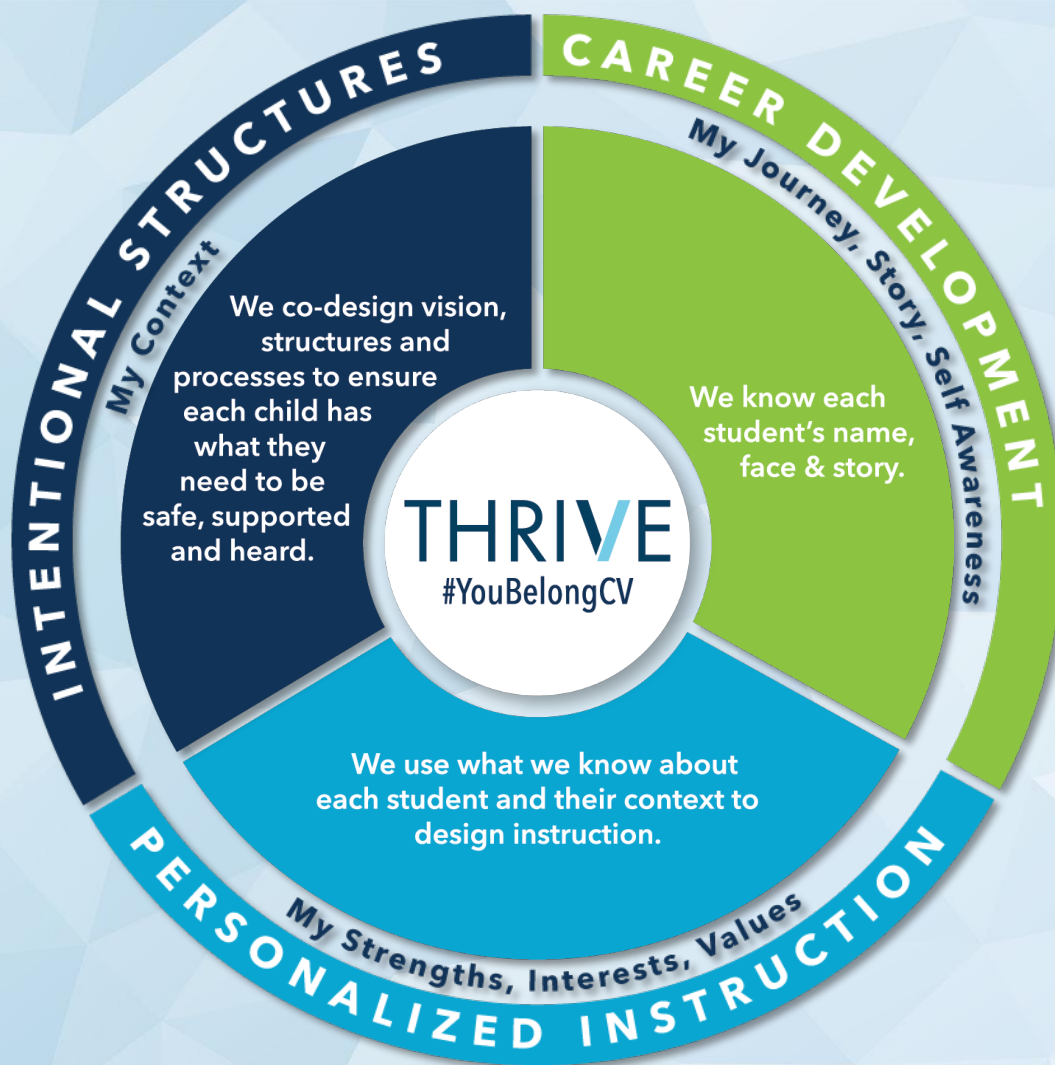 INTENTIONAL STRUCTURES
My Context
We co-design vision,
structures and
processes to ensure
each child has
what they
need to be
safe, supported
and heard.
CAREER DEVELOPMENT
My Journey, Story, Self Awareness
We know each
student's name,
face & story.
THRIVE
#YouBelongCV
We use what we know about
each student and their context to
design instruction.
My Strengths, Interests, Values
PERSONALIZED INSTRUCTION